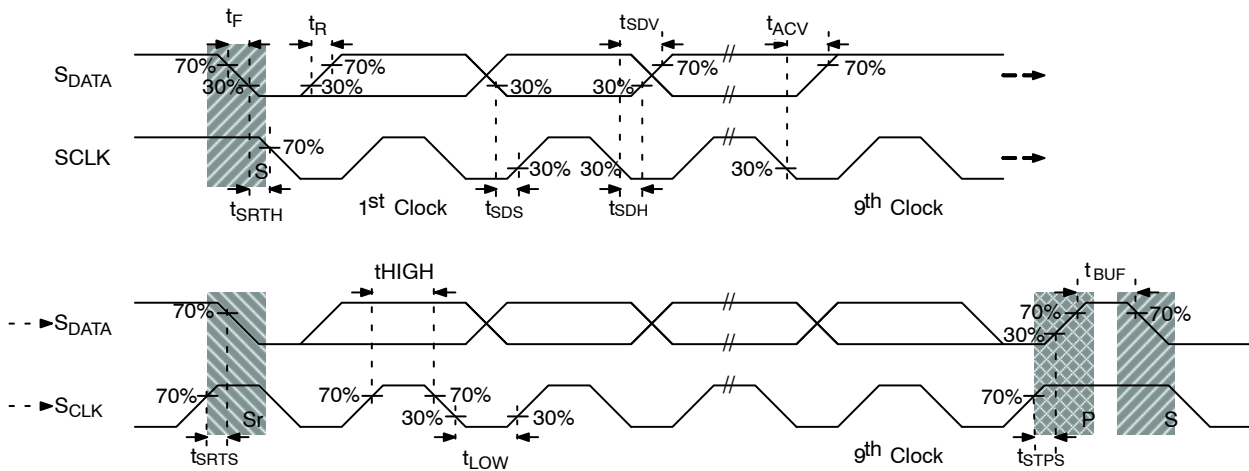 tF tR tSDV tACV
SDATA 70% 30% 70% 30% 30% 30% 70% 70%
SCLK S 70% 30% 30% 30%
tSRTH 1st Clock tSDS tSDH 9th Clock
tHIGH tBUF
SDATA 70% 70% 30% 70%
SCLK 70% Sr 70% 70% 30% 30% 70% P S
tSRTS tLOW 9th Clock tSTPS